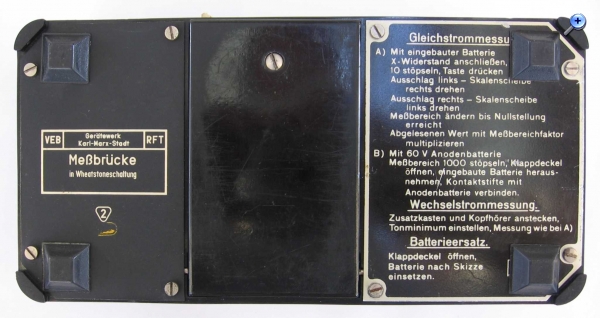 VEB
Gerätewerk
Karl-Marx-Stadt
RFT
Meßbrücke
in Wheatstoneschaltung
2
Gleichstrommessu
A) Mit eingebauter Batterie
X-Widerstand anschließen,
10 stöpseln, Taste drücken
Ausschlag links - Skalenscheibe
rechts drehen
Ausschlag rechts - Skalenscheibe
links drehen
Meßbereich ändern bis Nullstellung
erreicht
Abgelesenen Wert mit Meßbereichfaktor
multiplizieren
B) Mit 60 V Anodenbatterie
Meßbereich 1000 stöpseln, Klappdeckel
öffnen, eingebaute Batterie heraus-
nehmen, Kontaktstifte mit
Anodenbatterie verbinden.
Wechselstrommessung.
Zusatzkasten und Kopfhörer anstecken,
Tonminimum einstellen, Messung wie bei A)
Batterieersatz.
Klappdeckel öffnen,
Batterie nach Skizze
einsetzen.